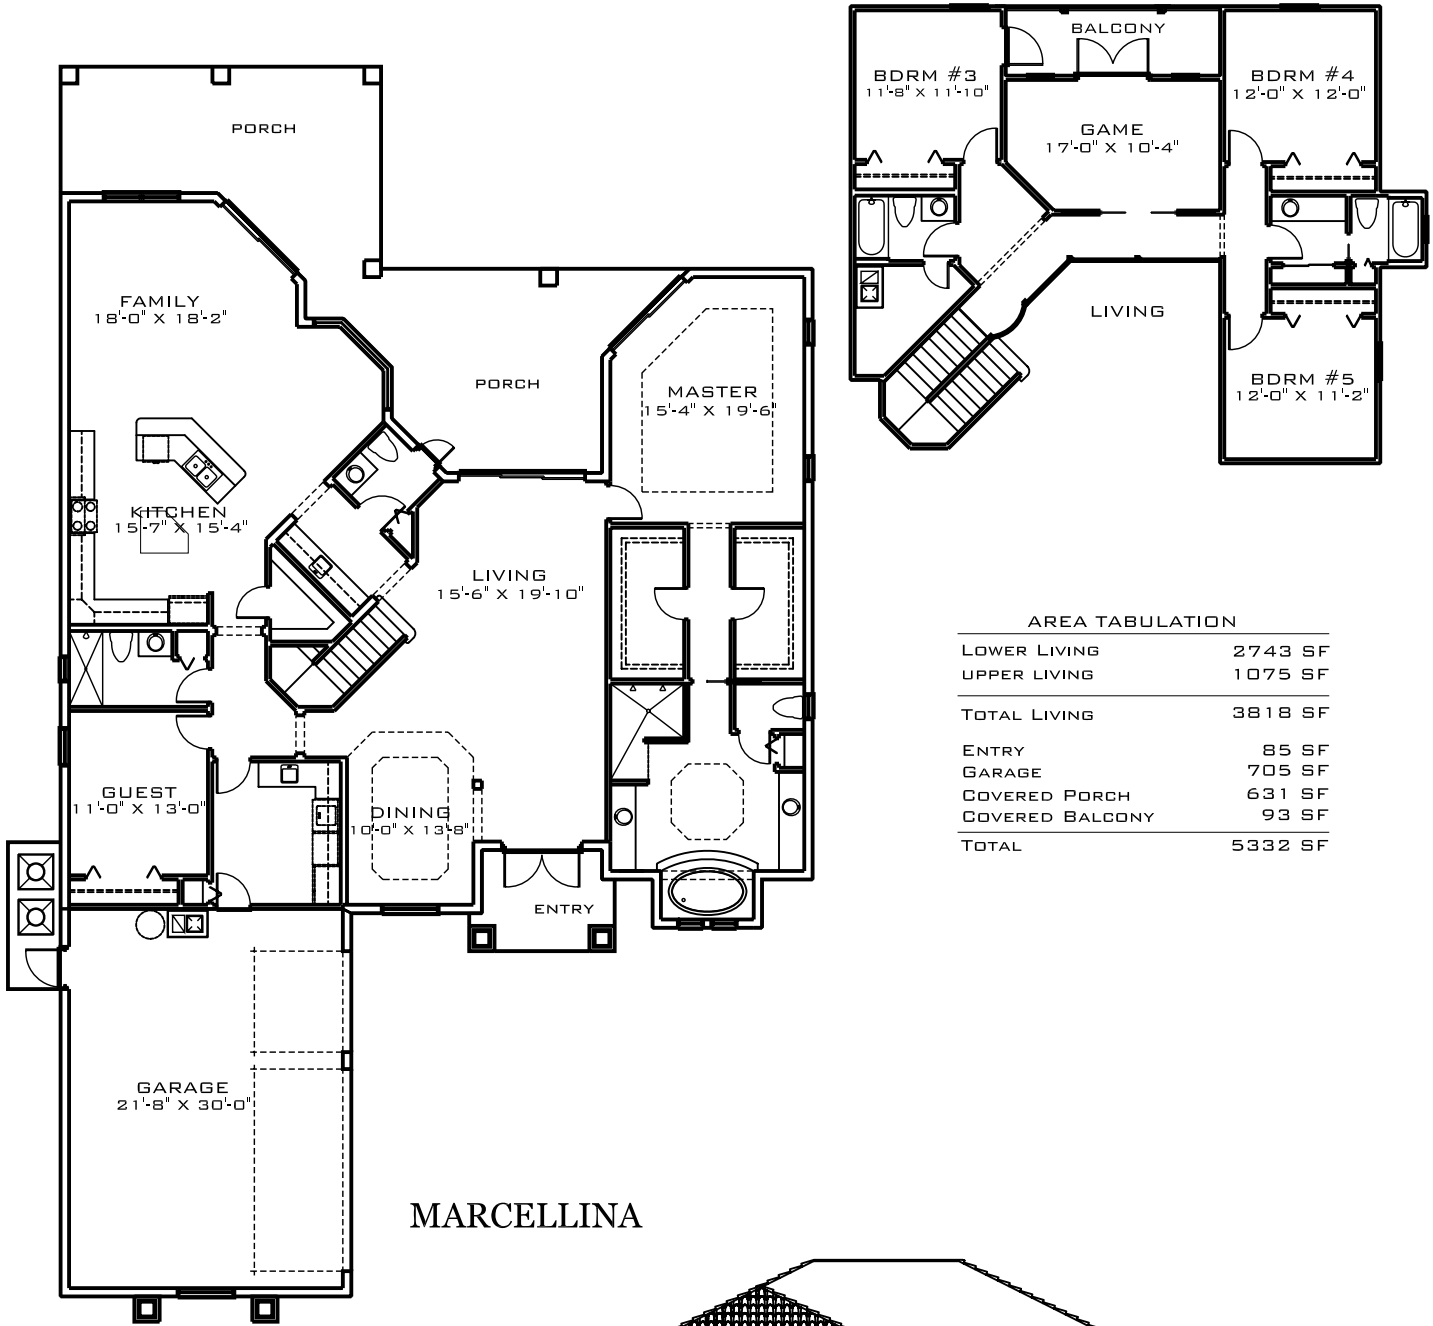 PORCH
FAMILY
18'-0" X 18'-2"
PORCH
MASTER
15'-4" X 19'-6"
KITCHEN
15'-7" X 15'-4"
LIVING
15'-6" X 19'-10"
GUEST
11'-0" X 13'-0"
DINING
10'-0" X 13'-8"
ENTRY
GARAGE
21'-8" X 30'-0"
BALCONY
BDRM #3
11'-8" X 11'-10"
BDRM #4
12'-0" X 12'-0"
GAME
17'-0" X 10'-4"
LIVING
BDRM #5
12'-0" X 11'-2"
AREA TABULATION
LOWER LIVING 2743 SF
UPPER LIVING 1075 SF
TOTAL LIVING 3818 SF
ENTRY 85 SF
GARAGE 705 SF
COVERED PORCH 631 SF
COVERED BALCONY 93 SF
TOTAL 5332 SF
MARCELLINA